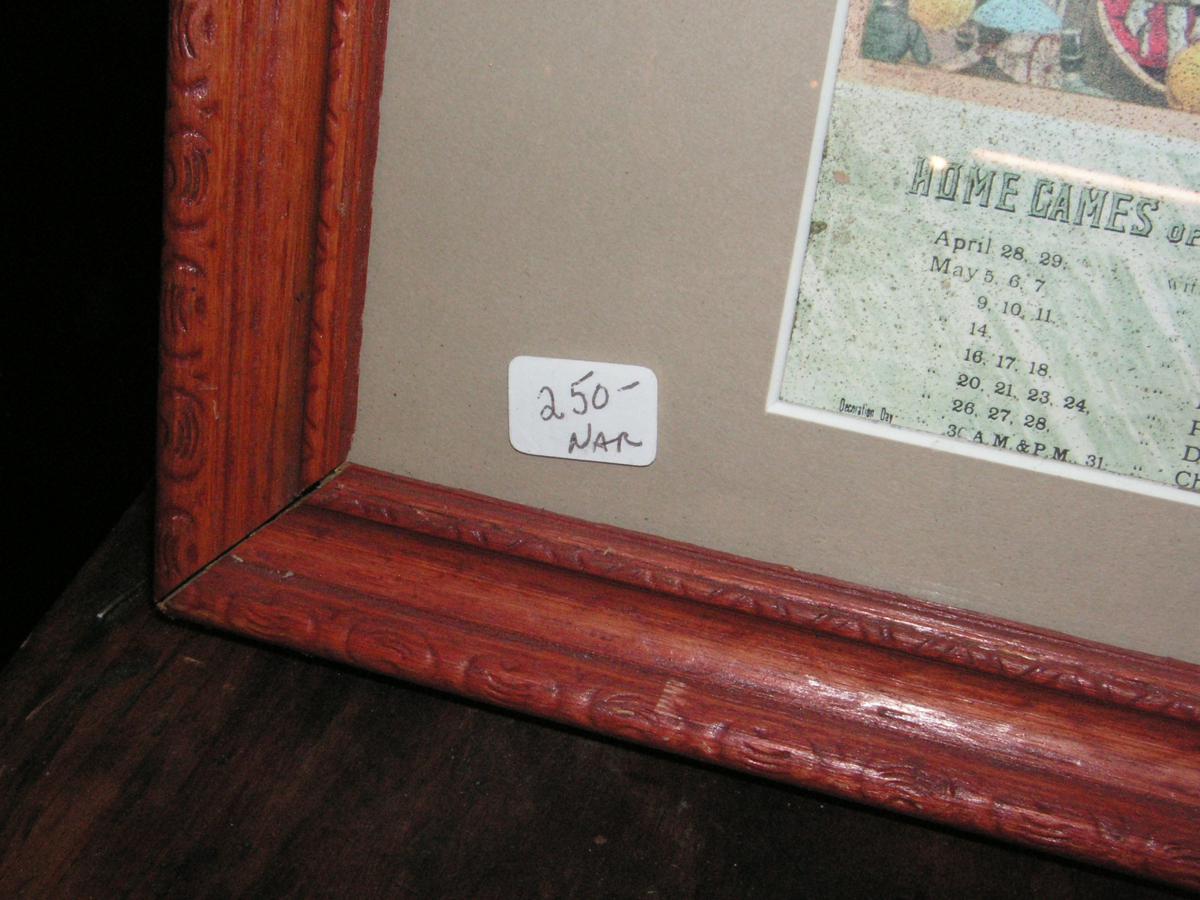 HOME GAMES OF
April 28, 29.
May 5, 6, 7
" 9, 10, 11.
" 14.
" 16, 17, 18.
" 20, 21, 23, 24,
" 26, 27, 28,
Decoration Day 30 A.M. & P.M. 31.
250-
NAR